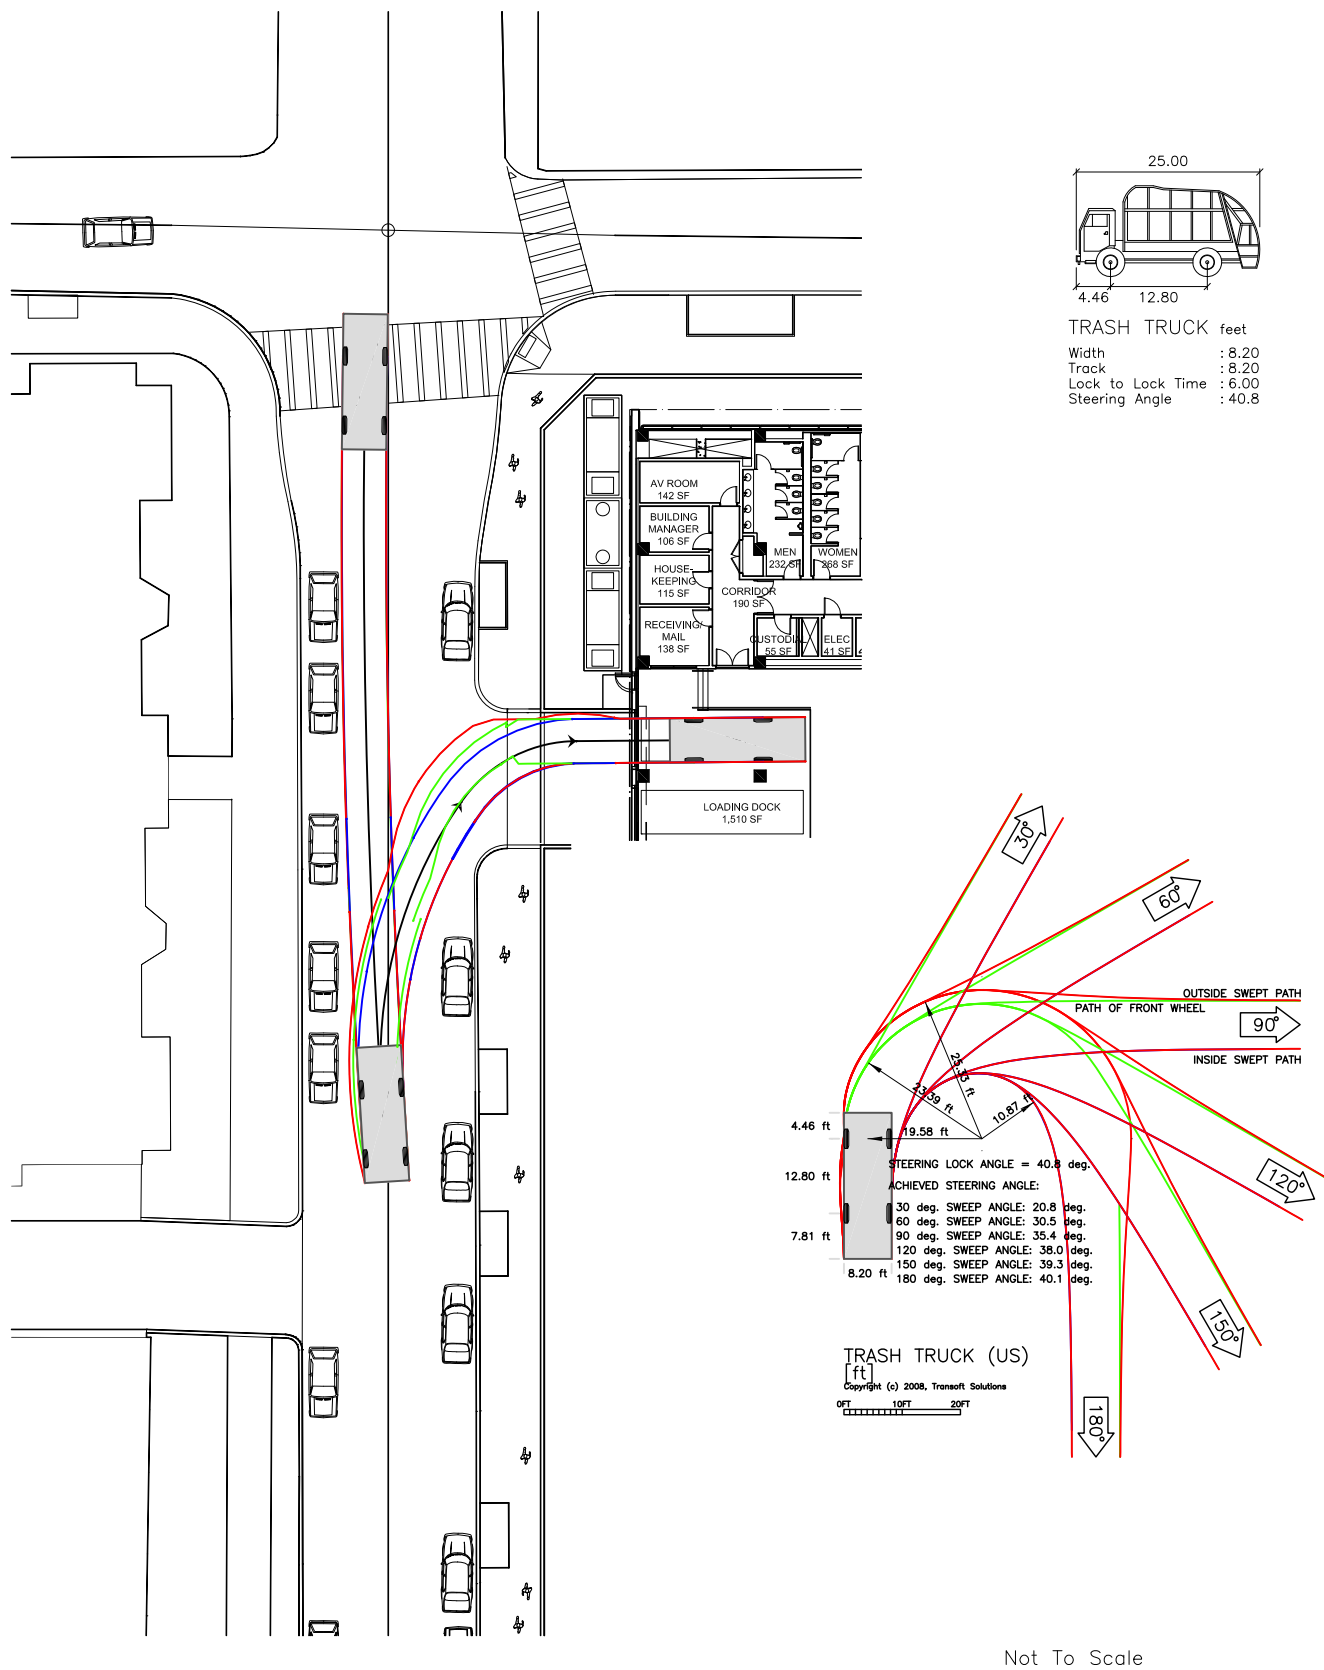 25.00
4.46
12.80
TRASH TRUCK feet
Width : 8.20
Track : 8.20
Lock to Lock Time : 6.00
Steering Angle : 40.8
AV ROOM
142 SF
BUILDING
MANAGER
106 SF
HOUSE-
KEEPING
115 SF
RECEIVING/
MAIL
138 SF
MEN
232 SF
WOMEN
268 SF
CORRIDOR
190 SF
CUSTODIAL
55 SF
ELEC
41 SF
LOADING DOCK
1,510 SF
30°
60°
OUTSIDE SWEPT PATH
PATH OF FRONT WHEEL
90°
INSIDE SWEPT PATH
25.33 ft
23.39 ft
10.87 ft
19.58 ft
4.46 ft
12.80 ft
7.81 ft
8.20 ft
STEERING LOCK ANGLE = 40.8 deg.
ACHIEVED STEERING ANGLE:
30 deg. SWEEP ANGLE: 20.8 deg.
60 deg. SWEEP ANGLE: 30.5 deg.
90 deg. SWEEP ANGLE: 35.4 deg.
120 deg. SWEEP ANGLE: 38.0 deg.
150 deg. SWEEP ANGLE: 39.3 deg.
180 deg. SWEEP ANGLE: 40.1 deg.
120°
150°
180°
TRASH TRUCK (US)
[ft]
Copyright (c) 2008, Transoft Solutions
0FT 10FT 20FT
Not To Scale